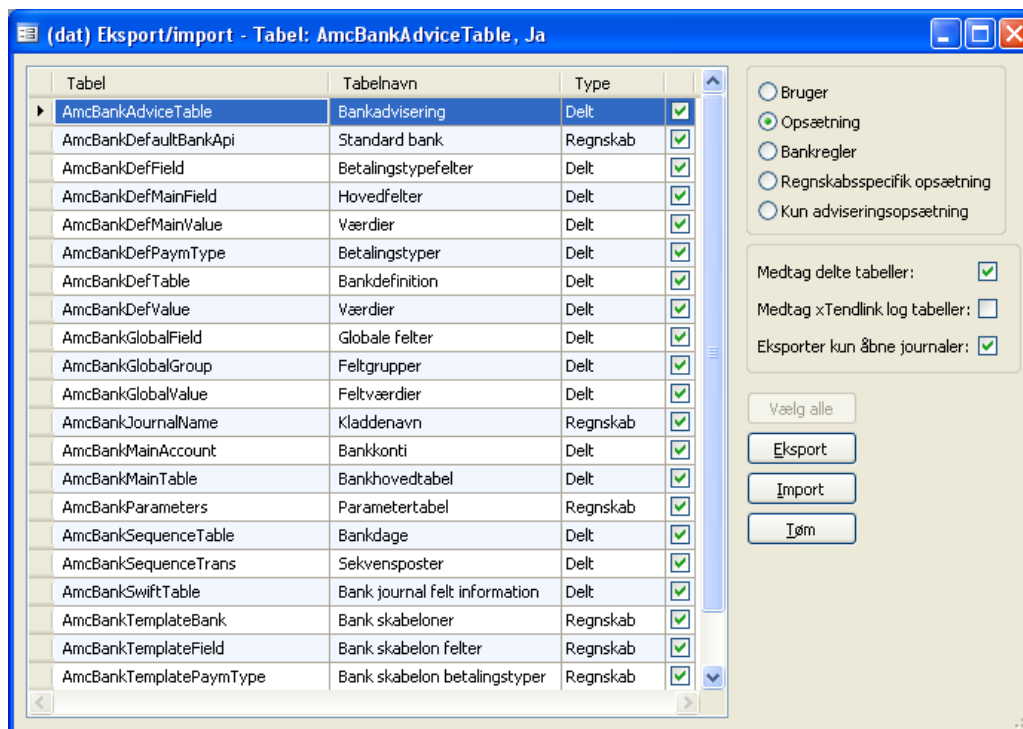 (dat) Eksport/import - Tabel: AmcBankAdviceTable, Ja
Tabel Tabelnavn Type
AmcBankAdviceTable Bankadvisering Delt
AmcBankDefaultBankApi Standard bank Regnskab
AmcBankDefField Betalingstypefelter Delt
AmcBankDefMainField Hovedfelter Delt
AmcBankDefMainValue Værdier Delt
AmcBankDefPaymType Betalingstyper Delt
AmcBankDefTable Bankdefinition Delt
AmcBankDefValue Værdier Delt
AmcBankGlobalField Globale felter Delt
AmcBankGlobalGroup Feltgrupper Delt
AmcBankGlobalValue Feltværdier Delt
AmcBankJournalName Kladdenavn Regnskab
AmcBankMainAccount Bankkonti Delt
AmcBankMainTable Bankhovedtabel Delt
AmcBankParameters Parametertabel Regnskab
AmcBankSequenceTable Bankdage Delt
AmcBankSequenceTrans Sekvensposter Delt
AmcBankSwiftTable Bank journal felt information Delt
AmcBankTemplateBank Bank skabeloner Regnskab
AmcBankTemplateField Bank skabelon felter Regnskab
AmcBankTemplatePaymType Bank skabelon betalingstyper Regnskab
Bruger
Opsætning
Bankregler
Regnskabsspecifik opsætning
Kun adviseringsopsætning
Medtag delte tabeller:
Medtag xTendlink log tabeller:
Eksporter kun åbne journaler:
Vælg alle
Eksport
Import
Tøm